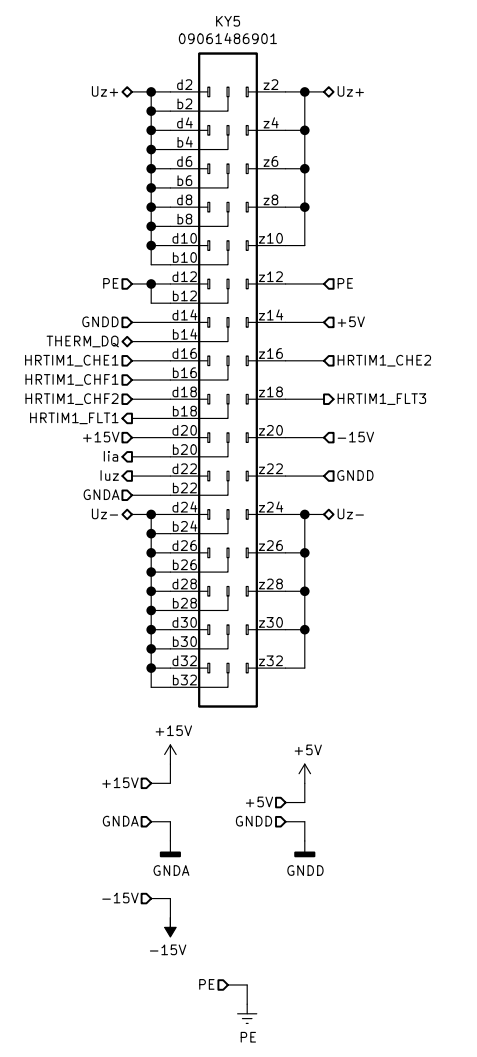 KY5
09061486901
Uz+ d2 z2 Uz+
b2
d4 z4
b4
d6 z6
b6
d8 z8
b8
d10 z10
b10
PE d12 z12 PE
b12
GNDD d14 z14 +5V
THERM_DQ b14
HRTIM1_CHE1 d16 z16 HRTIM1_CHE2
HRTIM1_CHF1 b16
HRTIM1_CHF2 d18 z18 HRTIM1_FLT3
HRTIM1_FLT1 b18
+15V d20 z20 -15V
Iia b20
Iuz d22 z22 GNDD
GNDA b22
Uz- d24 z24 Uz-
b24
d26 z26
b26
d28 z28
b28
d30 z30
b30
d32 z32
b32
+15V
+5V
+15V
+5V
GNDA GNDD
GNDA GNDD
-15V
-15V
PE
PE